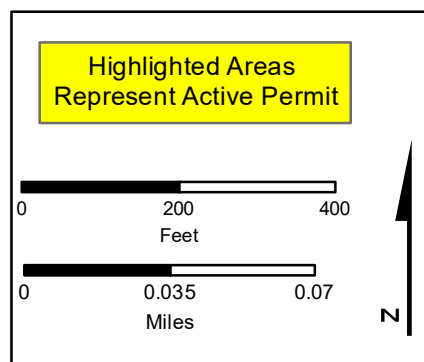 Highlighted Areas
Represent Active Permit
0 200 400
Feet
0 0.035 0.07
Miles
N